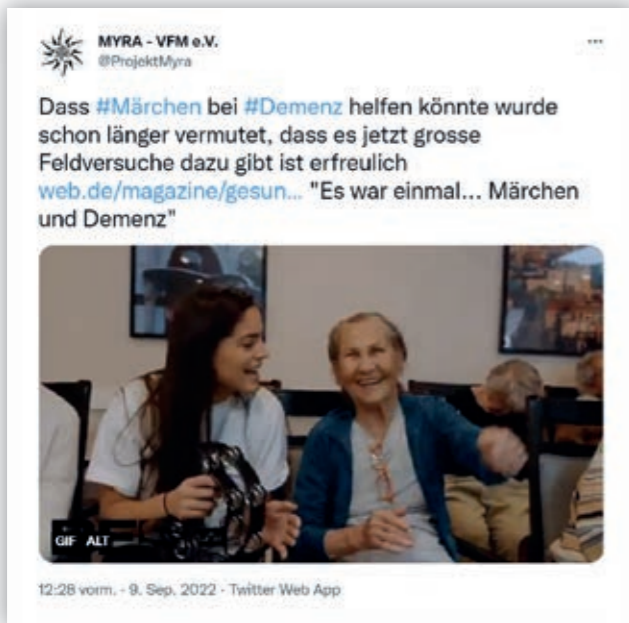 MYRA - VFM e.V.
@ProjektMyra
Dass #Märchen bei #Demenz helfen könnte wurde
schon länger vermutet, dass es jetzt grosse
Feldversuche dazu gibt ist erfreulich
web.de/magazine/gesun... "Es war einmal... Märchen
und Demenz"
GIF ALT
12:28 vorm. · 9. Sep. 2022 · Twitter Web App